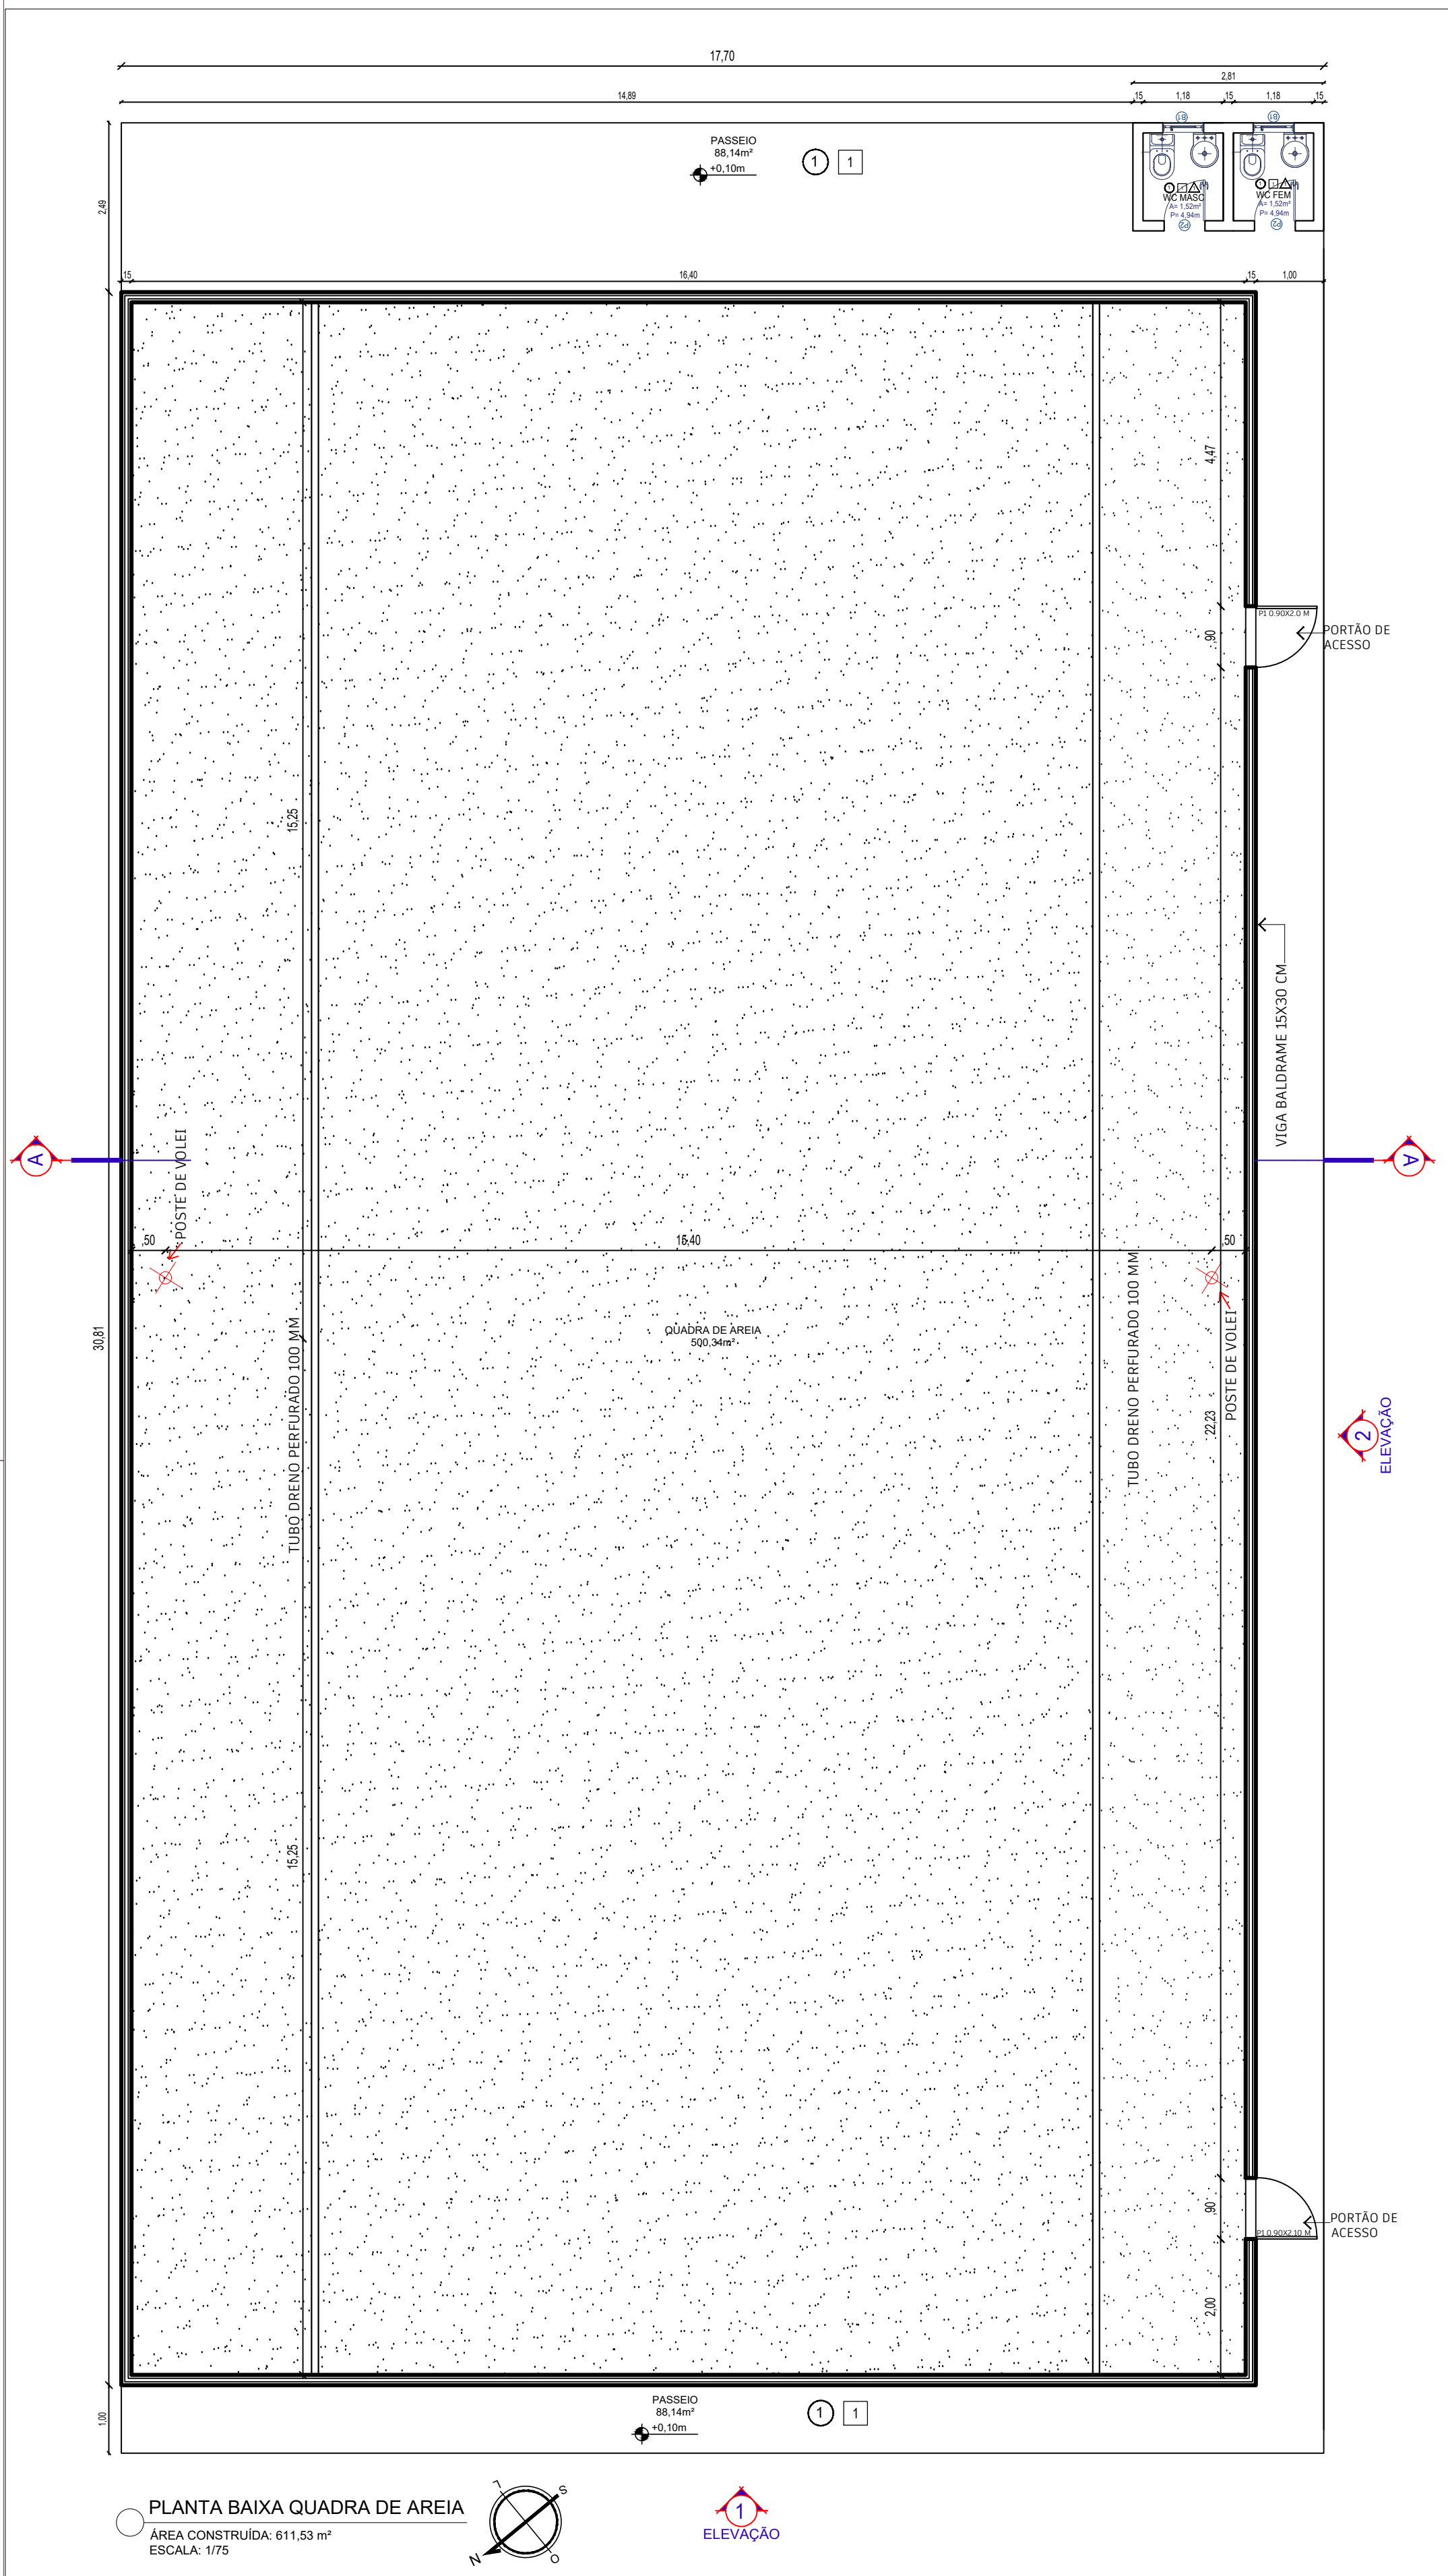 17,70
2,81
14,89
,15
1,18
,15
1,18
,15
B1
B1
PASSEIO
88,14m²
+0,10m
1
1
WC MASC
A= 1,52m²
P= 4,94m
P2
WC FEM
A= 1,52m²
P= 4,94m
P2
2,49
,15
16,40
,15
1,00
4,47
P1 0.90X2.0 M
,90
PORTÃO DE
ACESSO
15,25
VIGA BALDRAME 15X30 CM
A
A
POSTE DE VOLEI
,50
15,40
,50
TUBO DRENO PERFURADO 100 MM
TUBO DRENO PERFURADO 100 MM
POSTE DE VOLEI
QUADRA DE AREIA
500,34m²
30,81
22,23
2
ELEVAÇÃO
15,25
,90
P1 0.90X2.10 M
PORTÃO DE
ACESSO
2,00
PASSEIO
88,14m²
+0,10m
1
1
1,00
PLANTA BAIXA QUADRA DE AREIA
ÁREA CONSTRUÍDA: 611,53 m²
ESCALA: 1/75
L
S
N
O
1
ELEVAÇÃO